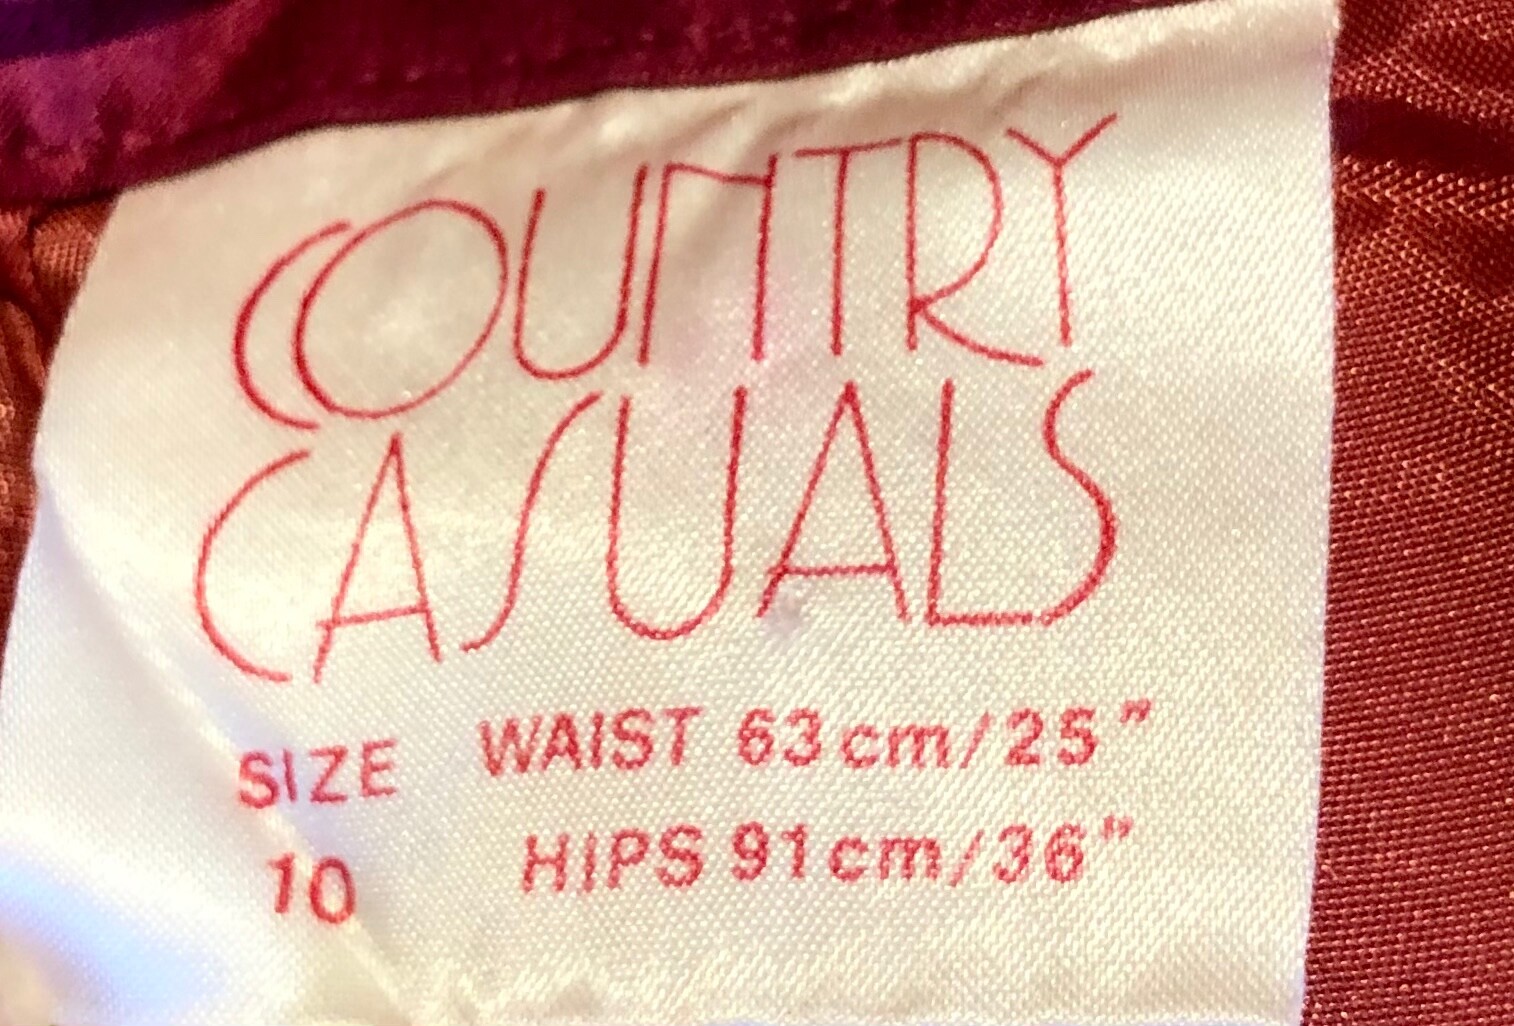 COUNTRY
CASUALS
SIZE WAIST 63cm/25"
10 HIPS 91cm/36"